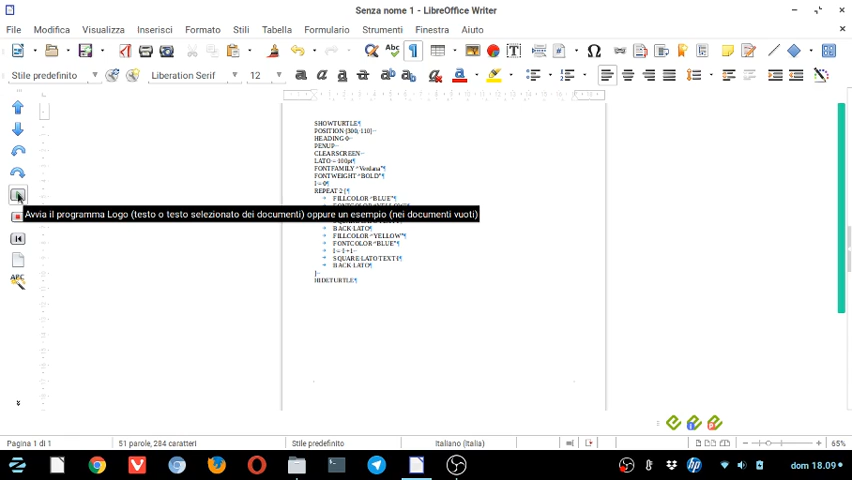 Senza nome 1 - LibreOffice Writer
File Modifica Visualizza Inserisci Formato Stili Tabella Formulario Strumenti Finestra Aiuto
Stile predefinito Liberation Serif 12
SHOWTURTLE¶
POSITION [300, 110]
HEADING 0
PENUP
CLEARSCREEN
LATO = 100pt¶
FONTFAMILY “Verdana”¶
FONTWEIGHT “BOLD”¶
I = 0¶
REPEAT 2 [¶
FILLCOLOR “BLUE”¶
Avvia il programma Logo (testo o testo selezionato dei documenti) oppure un esempio (nei documenti vuoti)
BACK LATO¶
FILLCOLOR “YELLOW”¶
FONTCOLOR “BLUE”¶
I = I +1
SQUARE LATO TEXT I¶
BACK LATO¶
]
HIDETURTLE¶
Pagina 1 di 1 51 parole, 284 caratteri Stile predefinito Italiano (Italia) 65%
dom 18.09